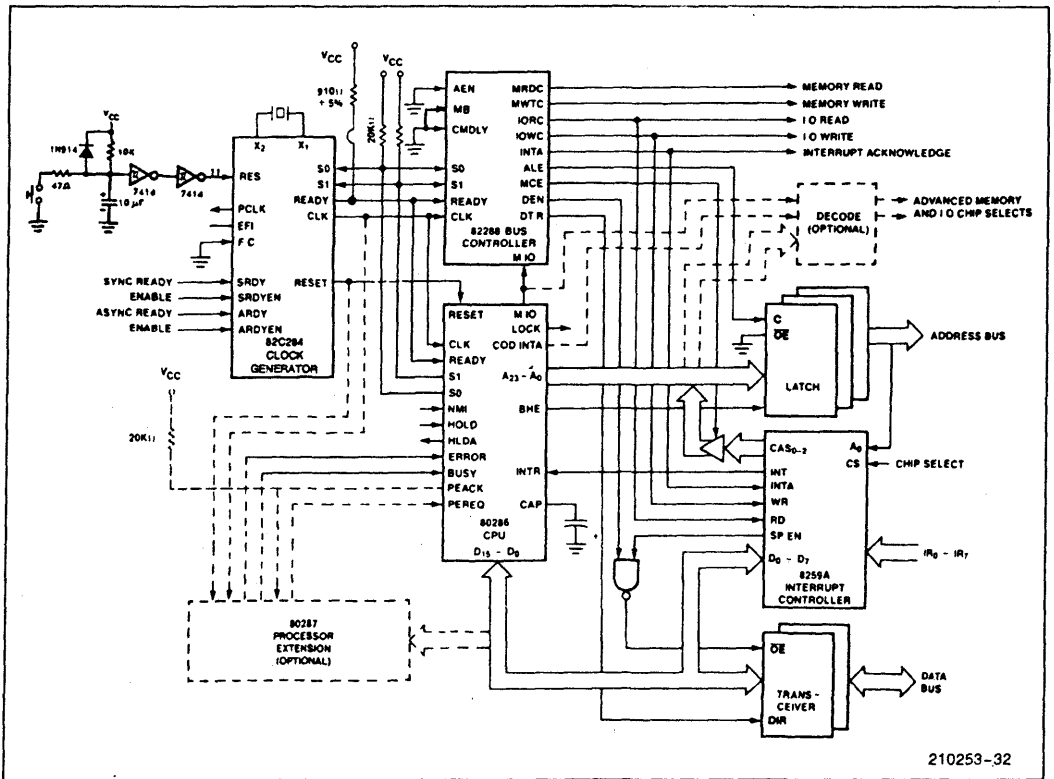 VCC
1N914
10K
47Ω
10 µF
7414
7414
X2
X1
RES
PCLK
EFI
F C
SYNC READY
SRDY
ENABLE
SRDYEN
ASYNC READY
ARDY
ENABLE
ARDYEN
S0
S1
READY
CLK
RESET
82C284
CLOCK
GENERATOR
VCC
910Ω
+ 5%
VCC
20KΩ
AEN
MB
CMDLY
S0
S1
READY
CLK
MRDC
MWTC
IORC
IOWC
INTA
ALE
MCE
DEN
DT R
82288 BUS
CONTROLLER
M IO
MEMORY READ
MEMORY WRITE
I O READ
I O WRITE
INTERRUPT ACKNOWLEDGE
DECODE
(OPTIONAL)
ADVANCED MEMORY
AND I O CHIP SELECTS
RESET
CLK
READY
S1
S0
NMI
HOLD
HLDA
ERROR
BUSY
PEACK
PEREQ
M IO
LOCK
COD INTA
A23 - A0
BHE
INTR
CAP
80286
CPU
D15 - D0
VCC
20KΩ
80287
PROCESSOR
EXTENSION
(OPTIONAL)
C
OE
LATCH
ADDRESS BUS
CAS0-2
INT
INTA
WR
RD
SP EN
D0 - D7
A0
CS
CHIP SELECT
IR0 - IR7
8259A
INTERRUPT
CONTROLLER
OE
TRANS -
CEIVER
DIR
DATA
BUS
210253-32